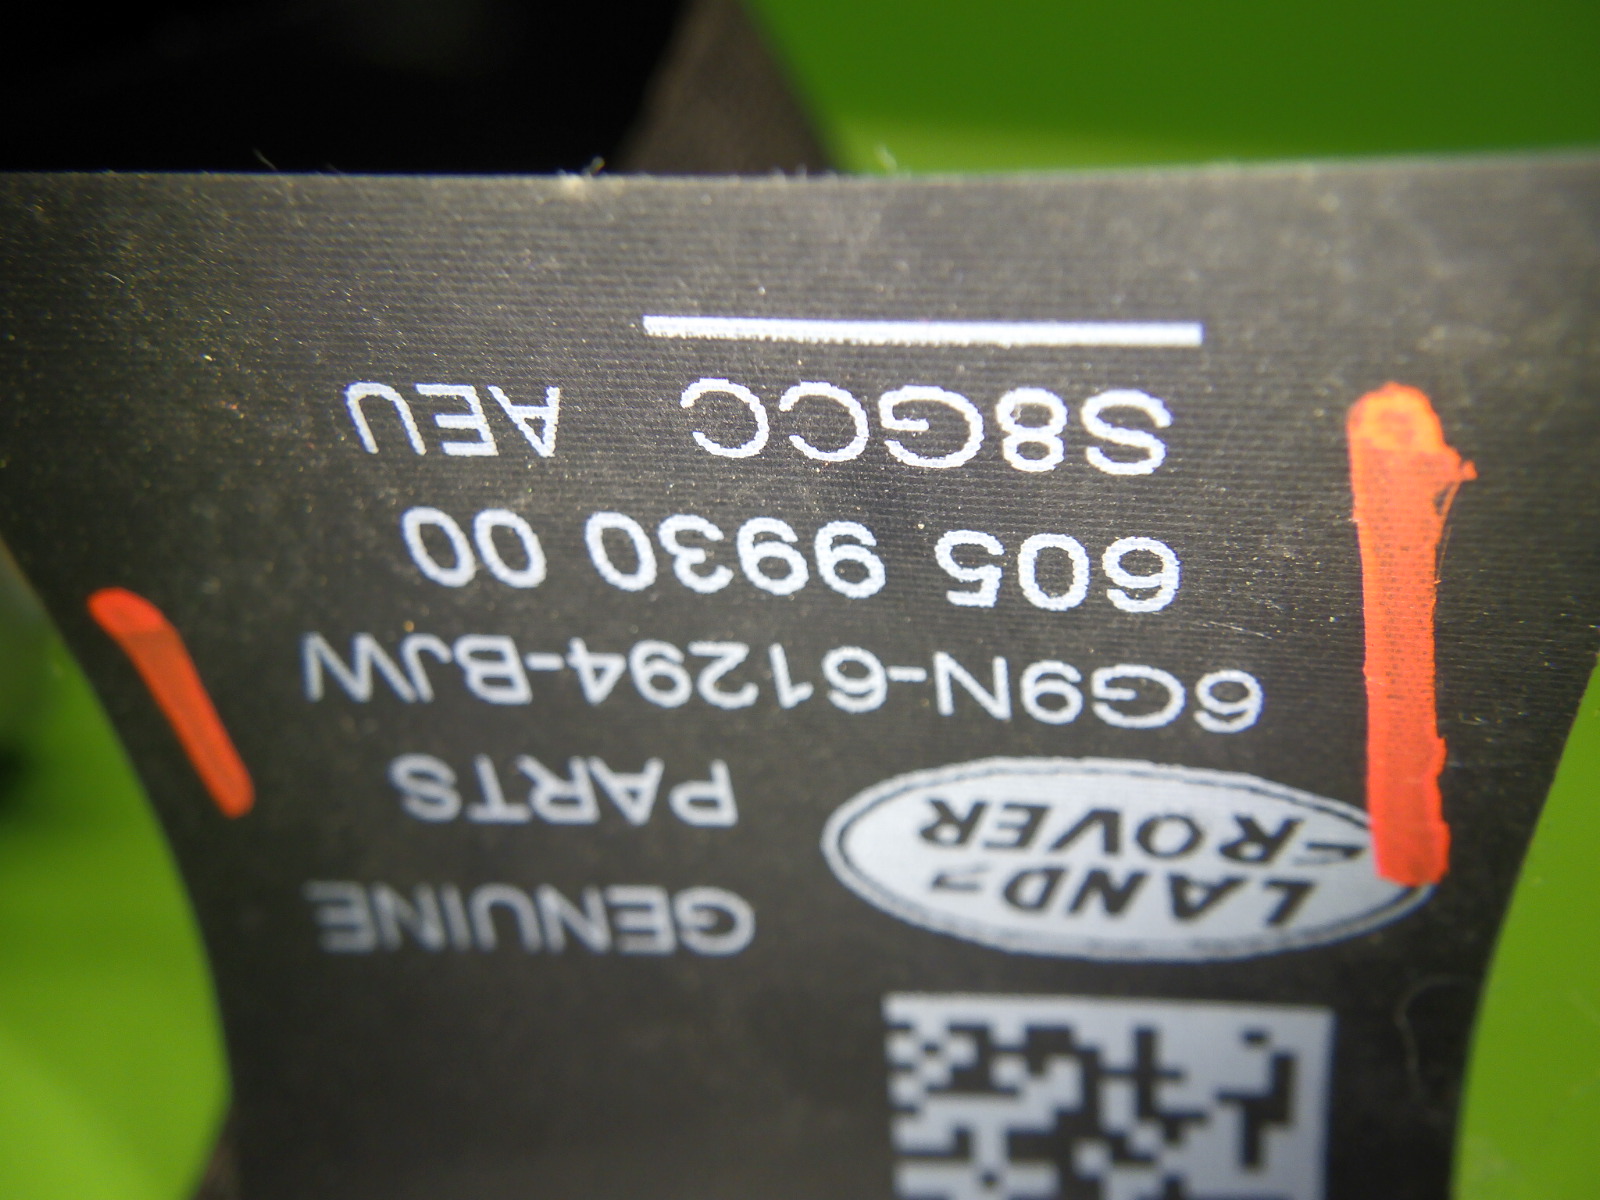 LAND
ROVER
GENUINE
PARTS
6G9N-61294-BJW
605 9930 00
S8GCC AEU